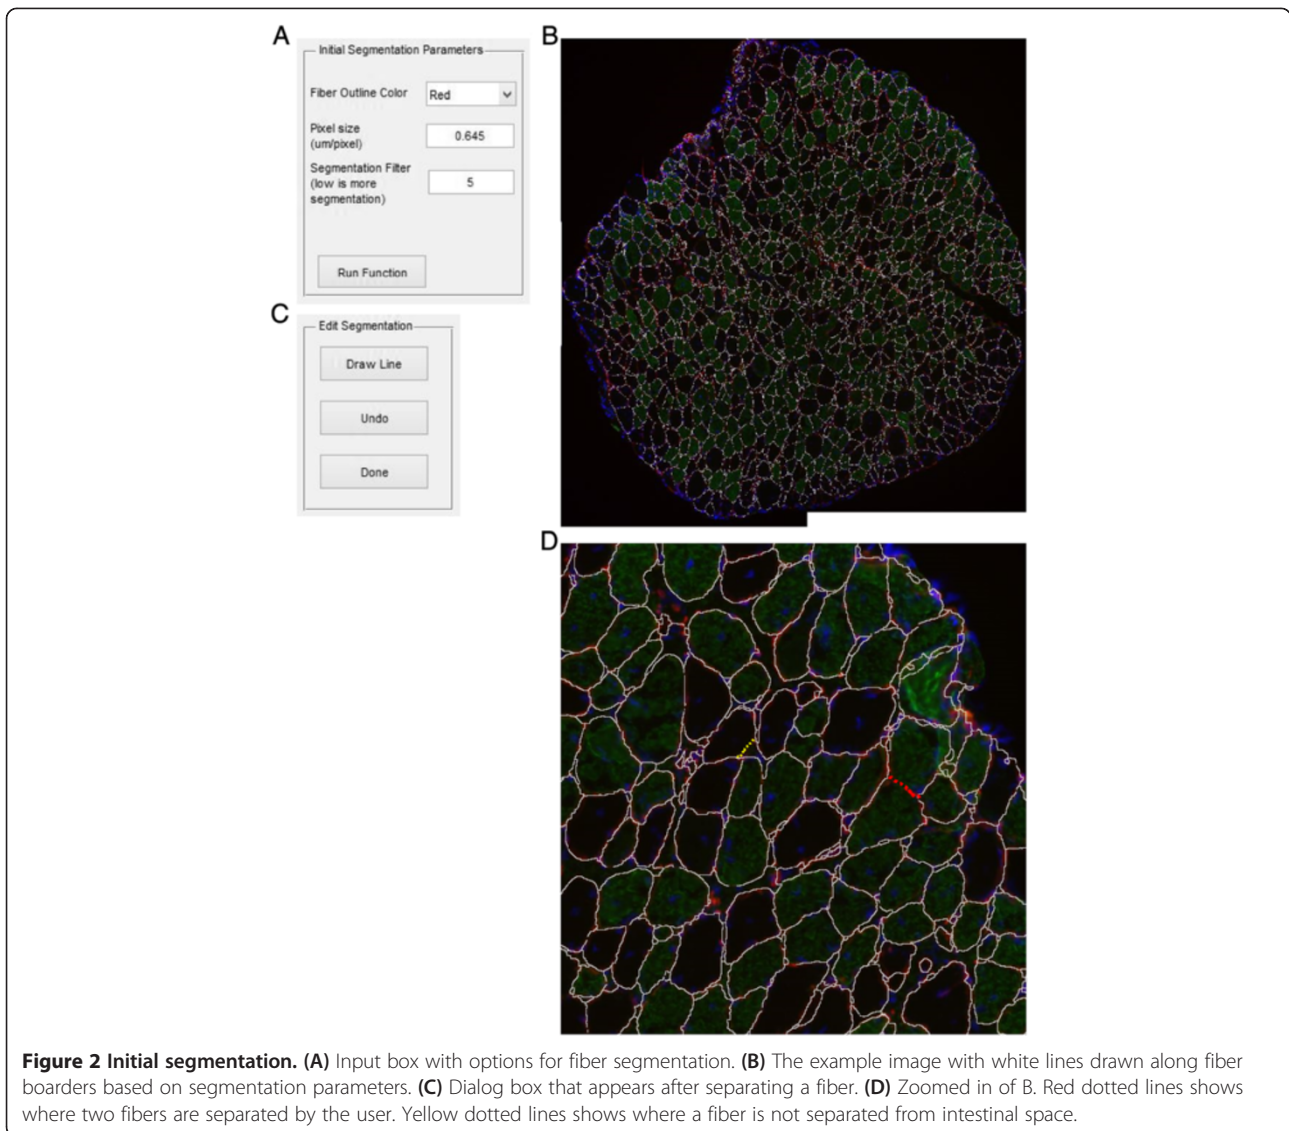 A
Initial Segmentation Parameters
Fiber Outline Color
Red
Pixel size
(um/pixel)
0.645
Segmentation Filter
(low is more
segmentation)
5
Run Function
B
C
Edit Segmentation
Draw Line
Undo
Done
D
Figure 2 Initial segmentation. (A) Input box with options for fiber segmentation. (B) The example image with white lines drawn along fiber
boarders based on segmentation parameters. (C) Dialog box that appears after separating a fiber. (D) Zoomed in of B. Red dotted lines shows
where two fibers are separated by the user. Yellow dotted lines shows where a fiber is not separated from intestinal space.